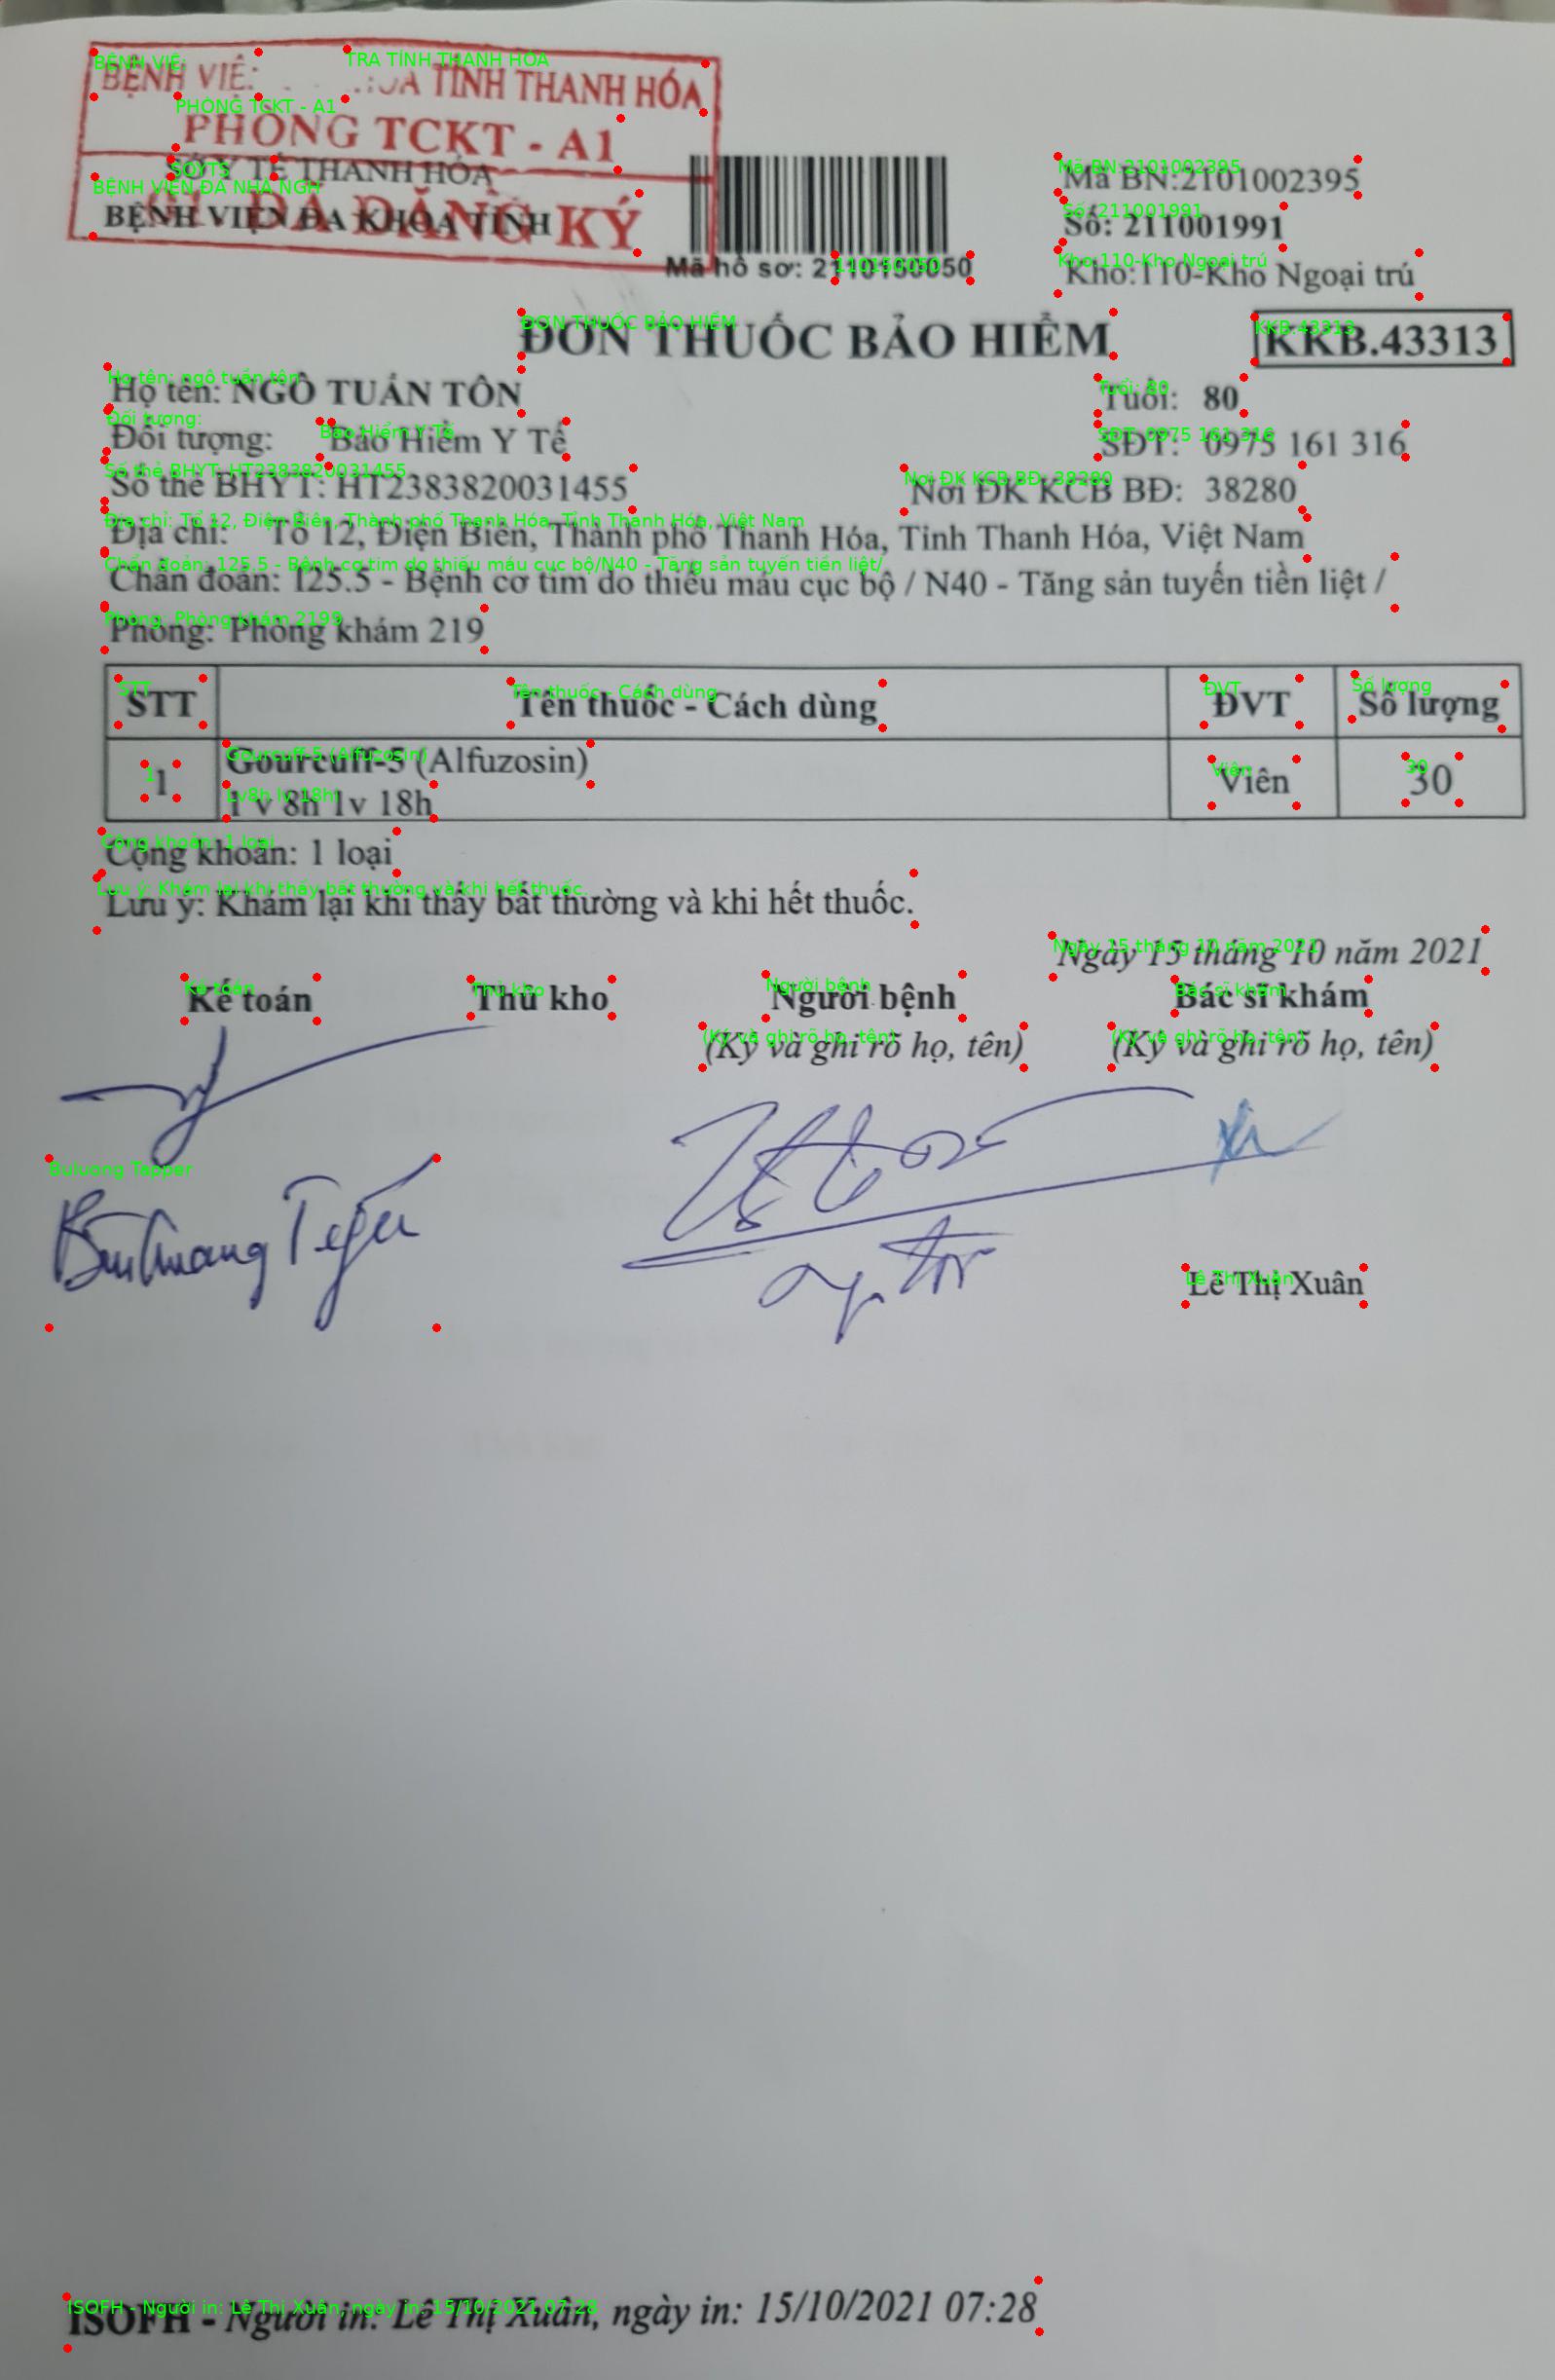 BỆNH VIỆ: HOA TỈNH THANH HÓA
PHÒNG TCKT - A1
SỞ Y TẾ THANH HÓA
ĐÃ ĐĂNG KÝ
BỆNH VIỆN ĐA KHOA TỈNH
Mã hồ sơ: 2110150050
Mã BN:2101002395
Số: 211001991
Kho:110-Kho Ngoại trú
ĐƠN THUỐC BẢO HIỂM
KKB.43313
Họ tên: NGÔ TUẤN TÔN
Tuổi: 80
Đối tượng: Bảo Hiểm Y Tế
SĐT: 0975 161 316
Số thẻ BHYT: HT2383820031455
Nơi ĐK KCB BĐ: 38280
Địa chỉ: Tổ 12, Điện Biên, Thành phố Thanh Hóa, Tỉnh Thanh Hóa, Việt Nam
Chẩn đoán: I25.5 - Bệnh cơ tim do thiếu máu cục bộ / N40 - Tăng sản tuyến tiền liệt /
Phòng: Phòng khám 219
STT Tên thuốc - Cách dùng ĐVT Số lượng
1 Gourcuff-5 (Alfuzosin) Viên 30
1 v 8h 1v 18h
Cộng khoản: 1 loại
Lưu ý: Khám lại khi thấy bất thường và khi hết thuốc.
Ngày 15 tháng 10 năm 2021
Kế toán Thủ kho Người bệnh Bác sĩ khám
(Ký và ghi rõ họ, tên) (Ký và ghi rõ họ, tên)
Lê Thị Xuân
ISOFH - Người in: Lê Thị Xuân, ngày in: 15/10/2021 07:28